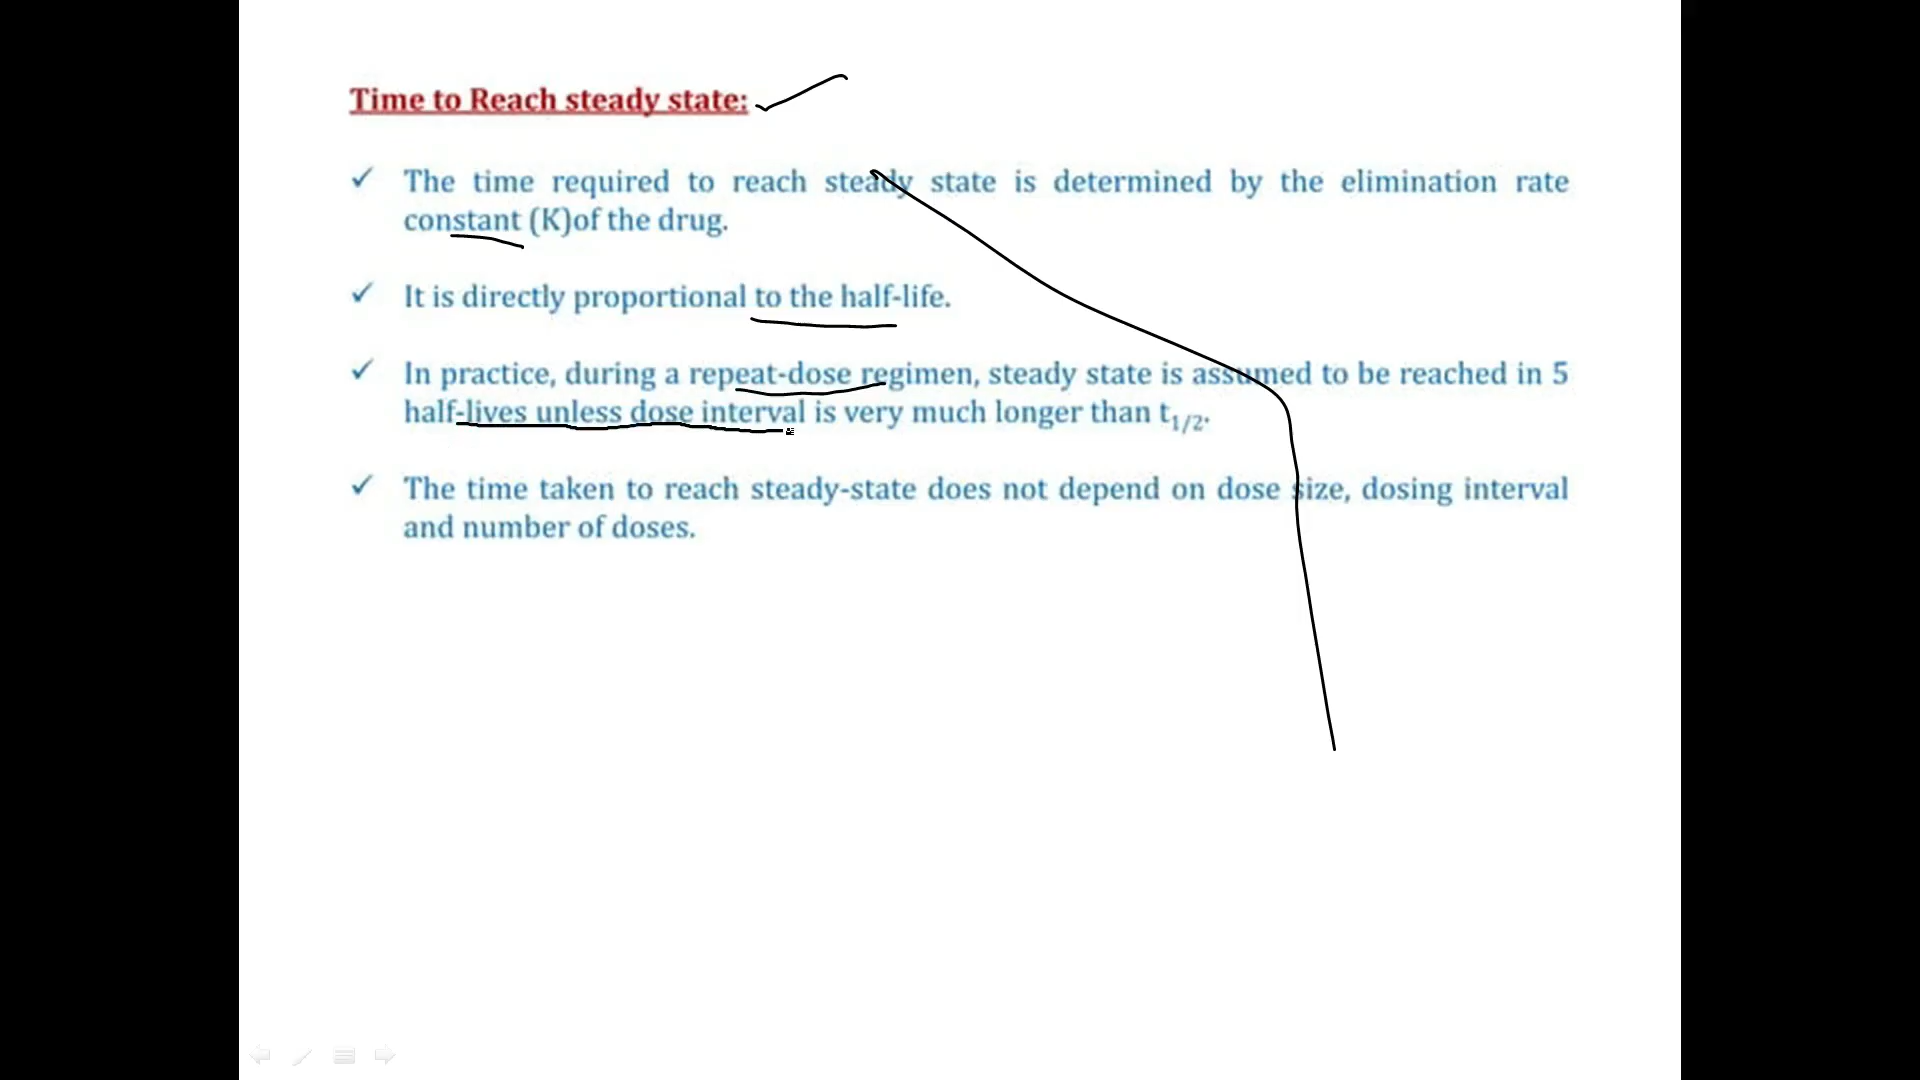 Time to Reach steady state:
✓ The time required to reach steady state is determined by the elimination rate
constant (K)of the drug.
✓ It is directly proportional to the half-life.
✓ In practice, during a repeat-dose regimen, steady state is assumed to be reached in 5
half-lives unless dose interval is very much longer than t1/2.
✓ The time taken to reach steady-state does not depend on dose size, dosing interval
and number of doses.